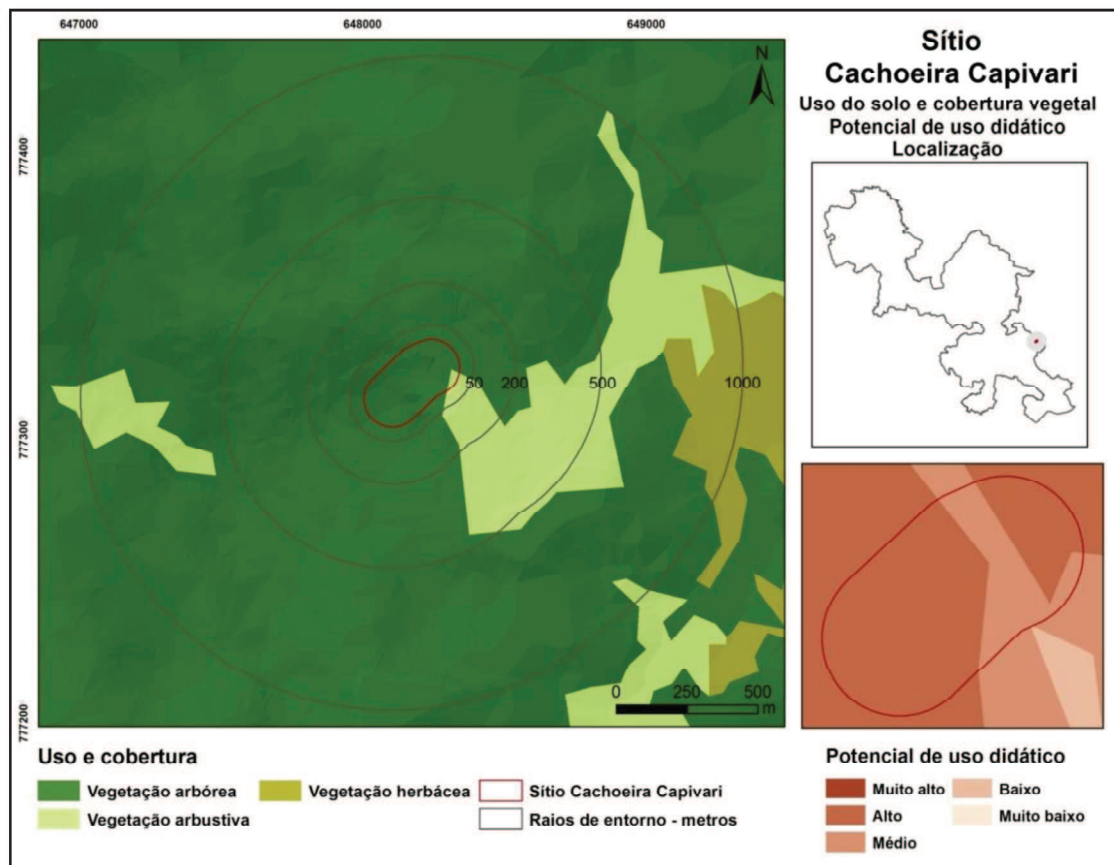 647000
648000
649000
777400
777300
777200
N
50
200
500
1000
0
250
500
m
Sítio
Cachoeira Capivari
Uso do solo e cobertura vegetal
Potencial de uso didático
Localização
Uso e cobertura
Vegetação arbórea
Vegetação herbácea
Sítio Cachoeira Capivari
Vegetação arbustiva
Raios de entorno - metros
Potencial de uso didático
Muito alto
Baixo
Alto
Muito baixo
Médio